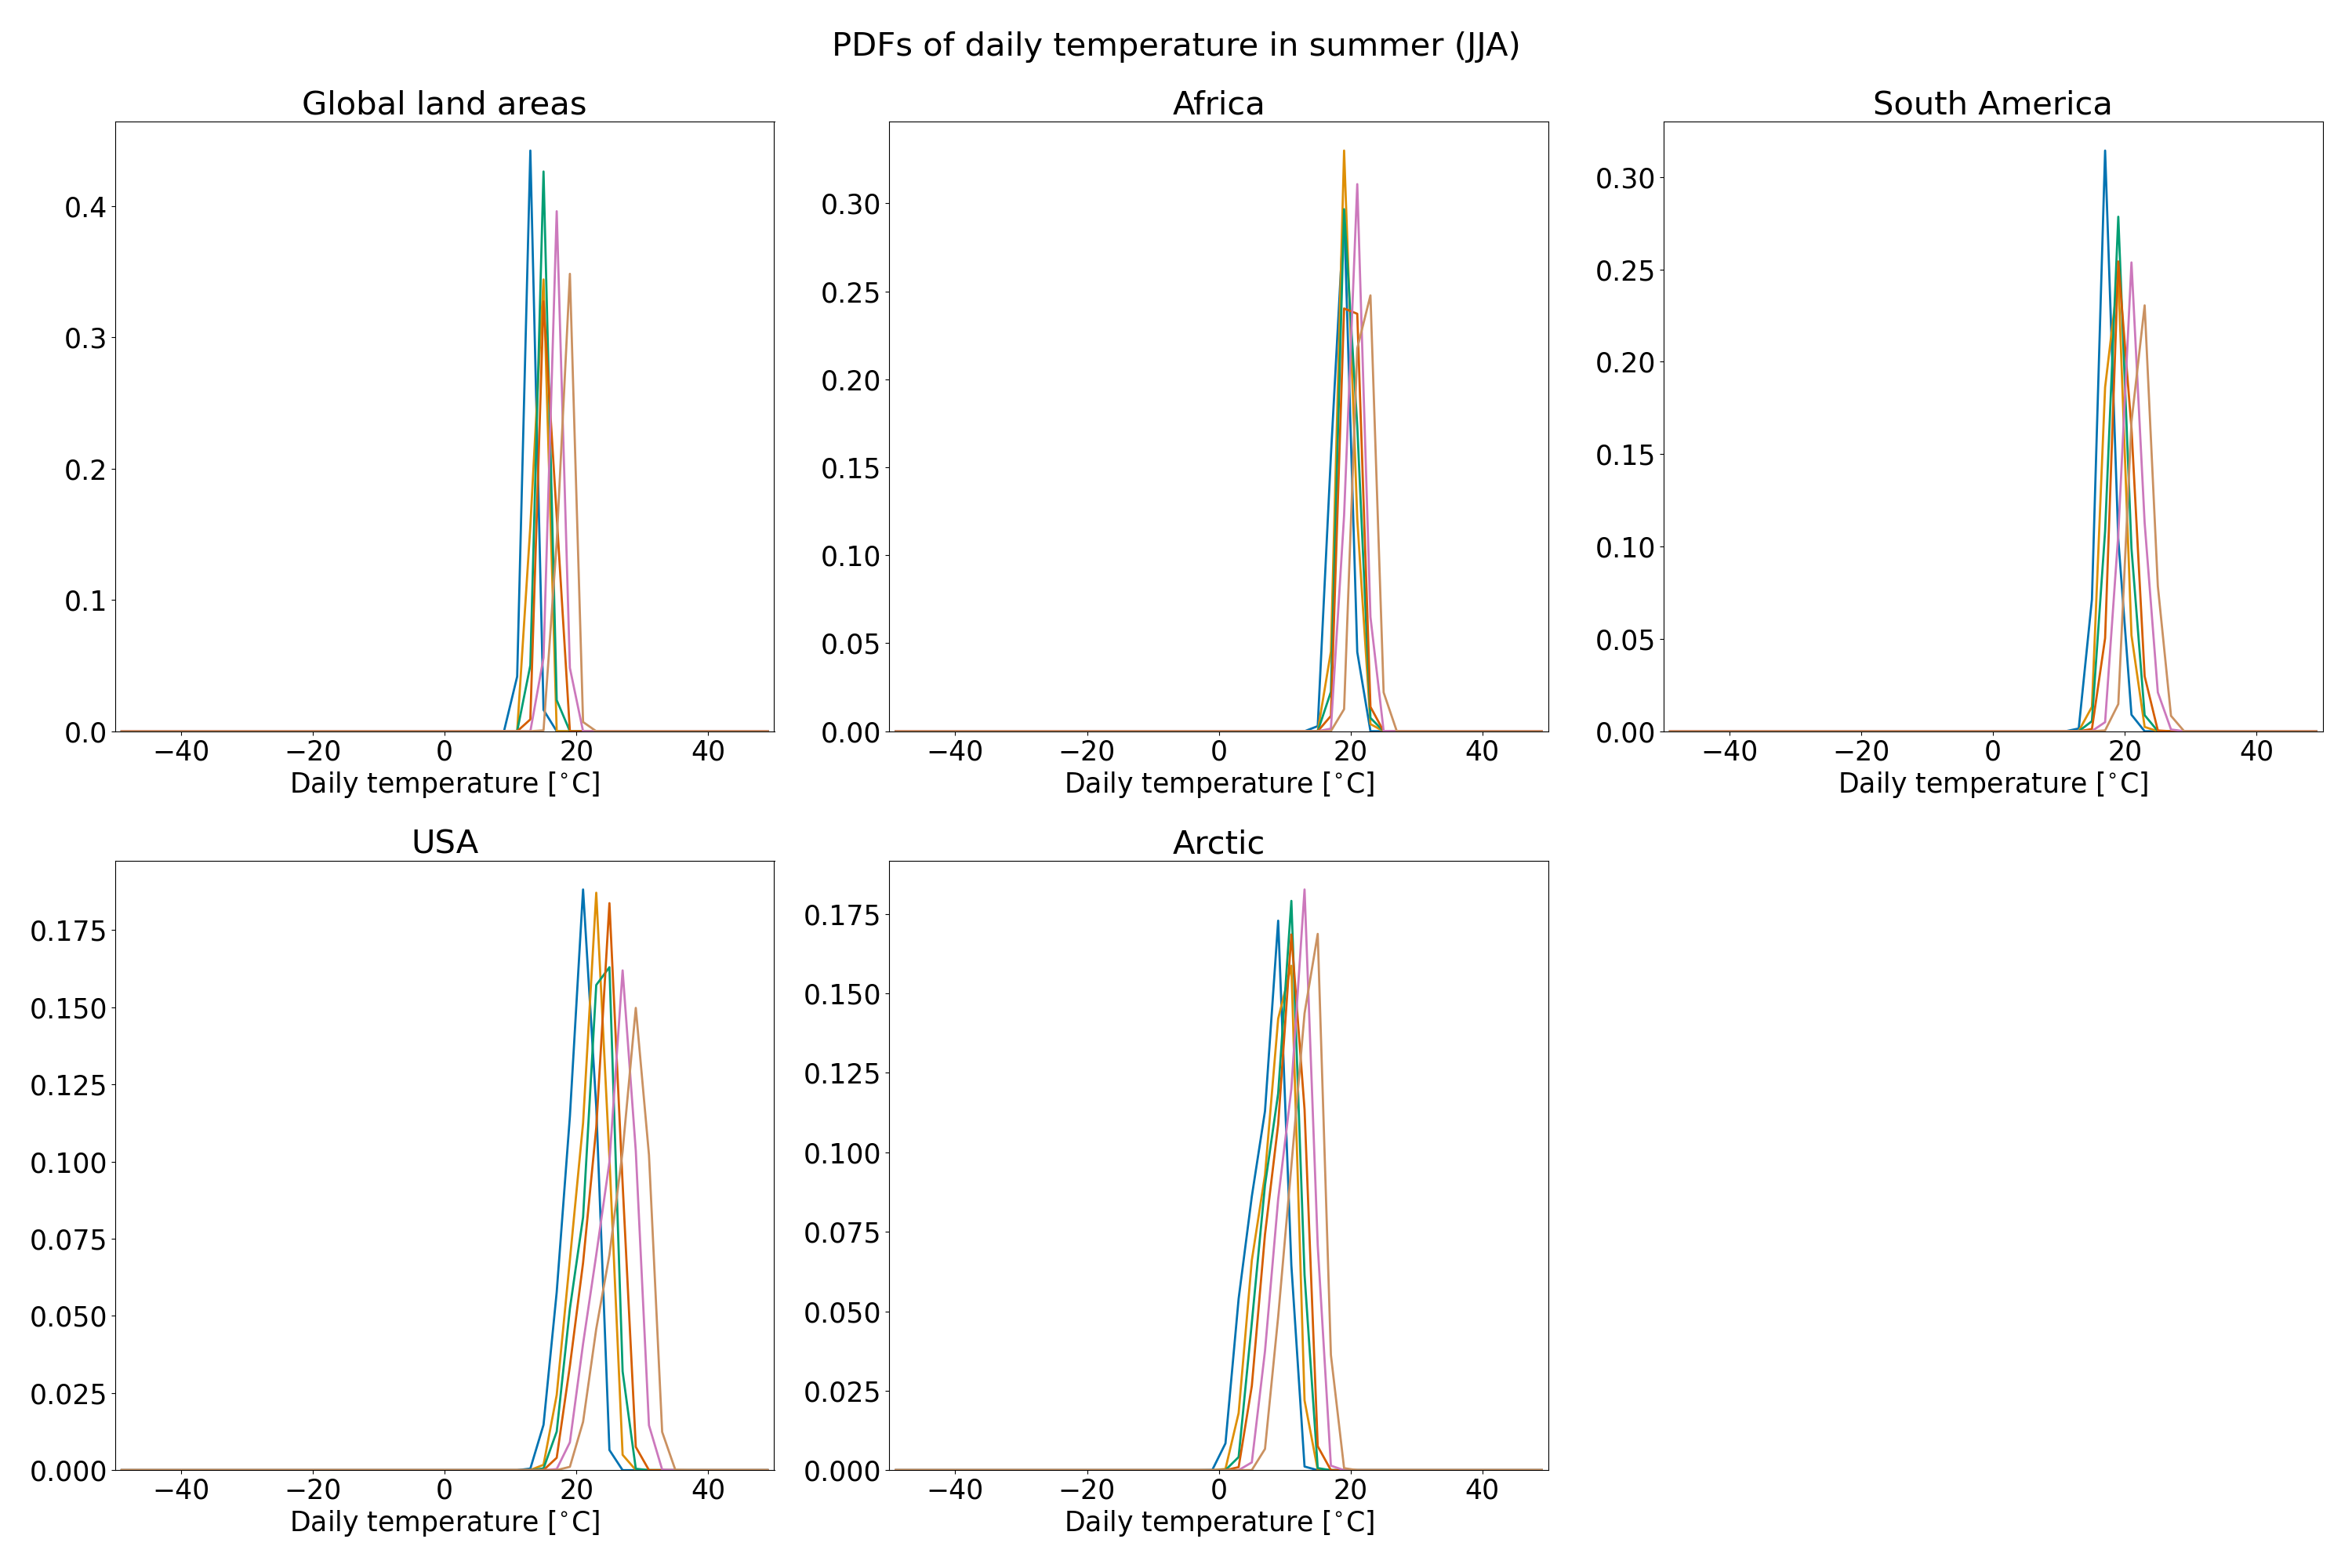 PDFs of daily temperature in summer (JJA)
Global land areas
0.4
0.3
0.2
0.1
0.0
−40 −20 0 20 40
Daily temperature [°C]
Africa
0.30
0.25
0.20
0.15
0.10
0.05
0.00
−40 −20 0 20 40
Daily temperature [°C]
South America
0.30
0.25
0.20
0.15
0.10
0.05
0.00
−40 −20 0 20 40
Daily temperature [°C]
USA
0.175
0.150
0.125
0.100
0.075
0.050
0.025
0.000
−40 −20 0 20 40
Daily temperature [°C]
Arctic
0.175
0.150
0.125
0.100
0.075
0.050
0.025
0.000
−40 −20 0 20 40
Daily temperature [°C]